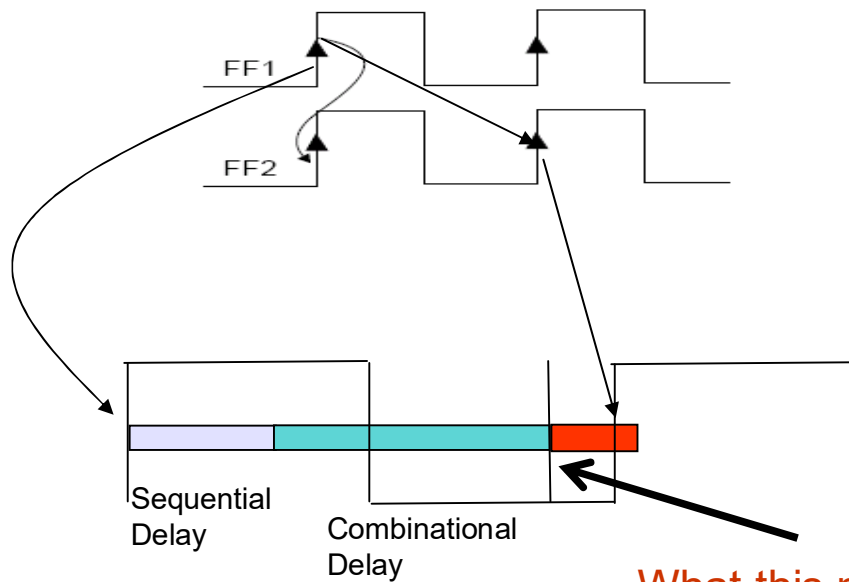 FF1
FF2
Sequential
Delay
Combinational
Delay
What this